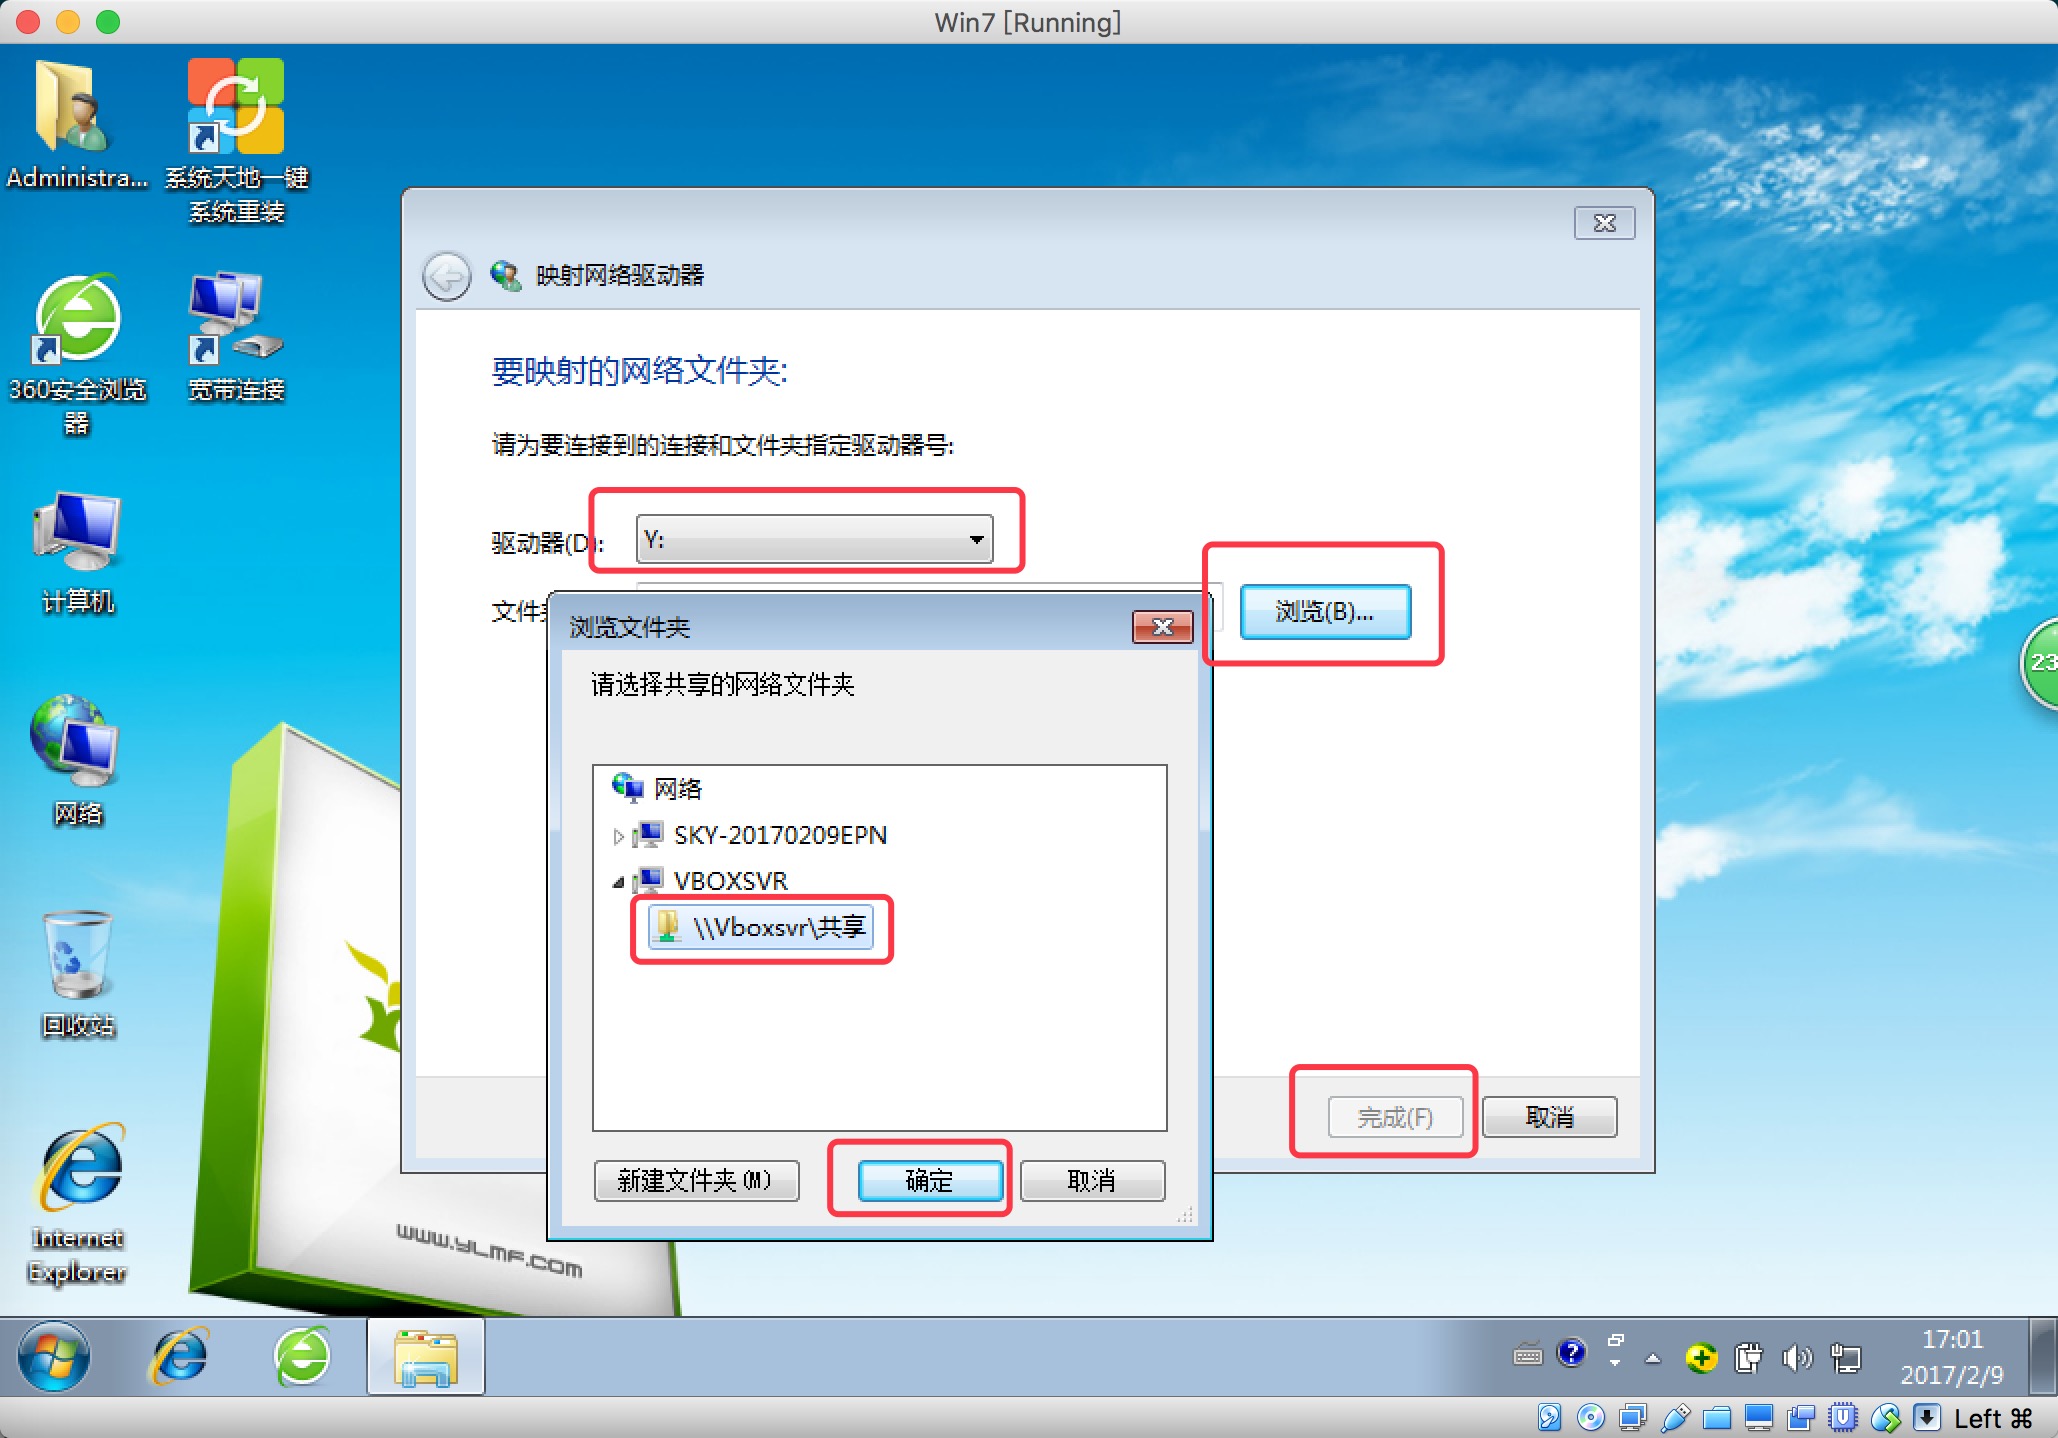 Win7 [Running]
Administra...
系统天地一键
系统重装
360安全浏览
器
宽带连接
计算机
网络
回收站
Internet
Explorer
映射网络驱动器
要映射的网络文件夹:
请为要连接到的连接和文件夹指定驱动器号:
驱动器(D):
Y:
文件
浏览(B)...
浏览文件夹
请选择共享的网络文件夹
网络
SKY-20170209EPN
VBOXSVR
\\Vboxsvr\共享
新建文件夹(M)
确定
取消
完成(F)
取消
www.YLMF.com
23
17:01
2017/2/9
Left ⌘